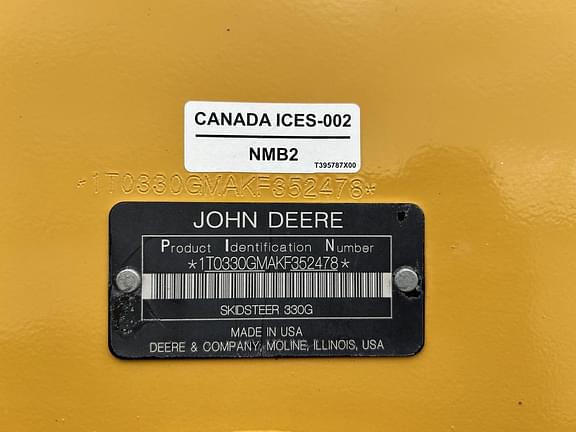 CANADA ICES-002
NMB2
T395787X00
*1T0330GMAKF352478*
JOHN DEERE
Product Identification Number
*1T0330GMAKF352478*
SKIDSTEER 330G
MADE IN USA
DEERE & COMPANY, MOLINE, ILLINOIS, USA